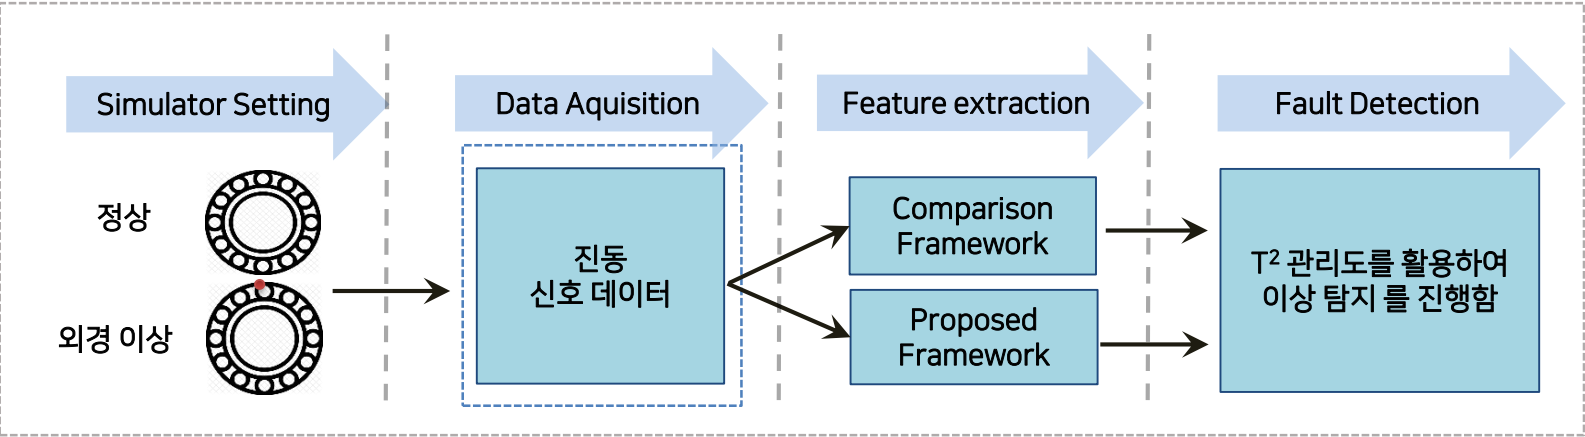 Simulator Setting
Data Aquisition
Feature extraction
Fault Detection
정상
외경 이상
진동
신호 데이터
Comparison
Framework
Proposed
Framework
T² 관리도를 활용하여
이상 탐지 를 진행함